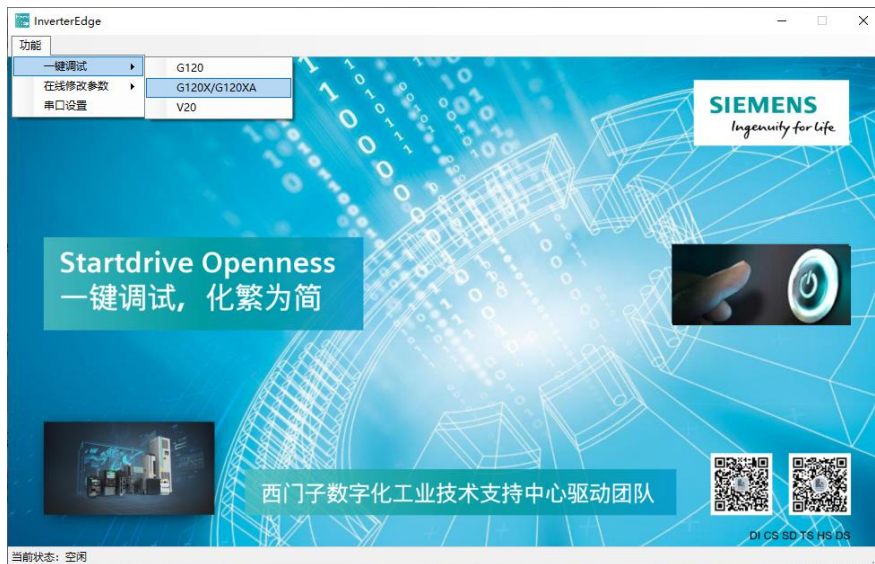 InverterEdge
功能
一键调试
在线修改参数
串口设置
G120
G120X/G120XA
V20
SIEMENS
Ingenuity for life
Startdrive Openness
一键调试，化繁为简
西门子数字化工业技术支持中心驱动团队
DI CS SD TS HS DS
当前状态：空闲